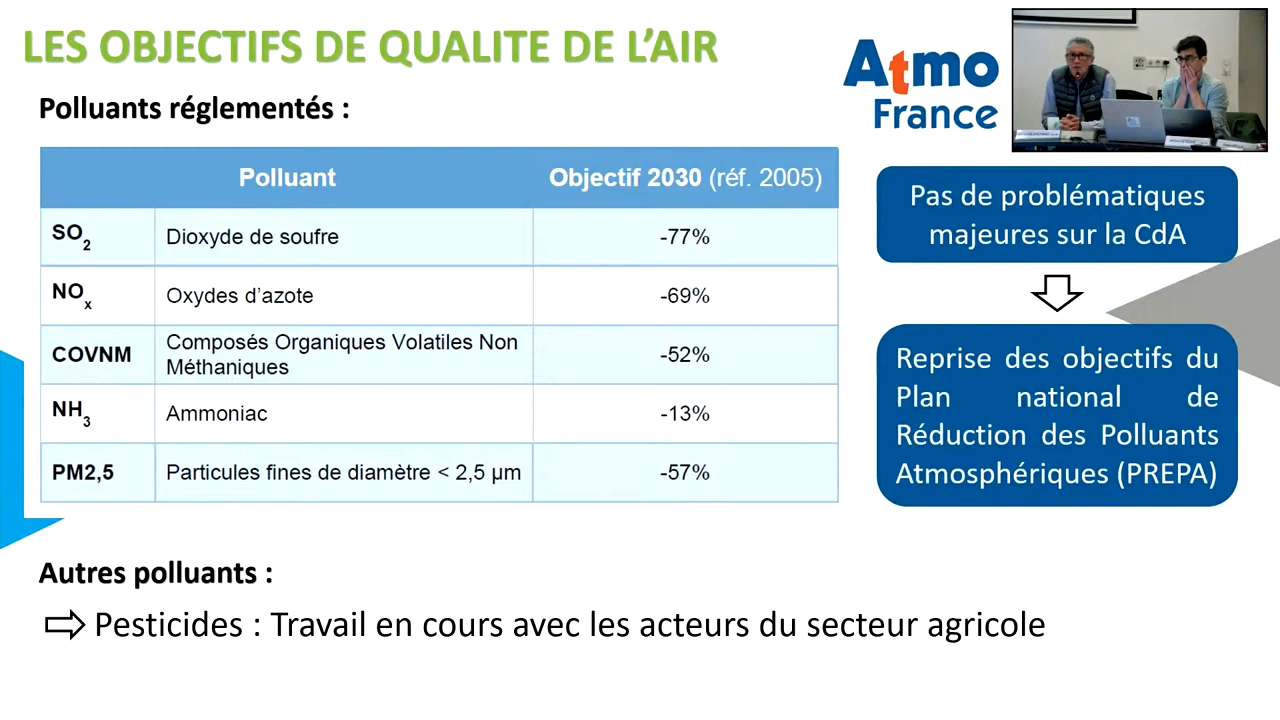 LES OBJECTIFS DE QUALITE DE L'AIR
Polluants réglementés :
Atmo
France
Polluant Objectif 2030 (réf. 2005)
SO2 Dioxyde de soufre -77%
NOx Oxydes d'azote -69%
COVNM Composés Organiques Volatiles Non
Méthaniques -52%
NH3 Ammoniac -13%
PM2,5 Particules fines de diamètre < 2,5 µm -57%
Pas de problématiques
majeures sur la CdA
Reprise des objectifs du
Plan national de
Réduction des Polluants
Atmosphériques (PREPA)
Autres polluants :
Pesticides : Travail en cours avec les acteurs du secteur agricole